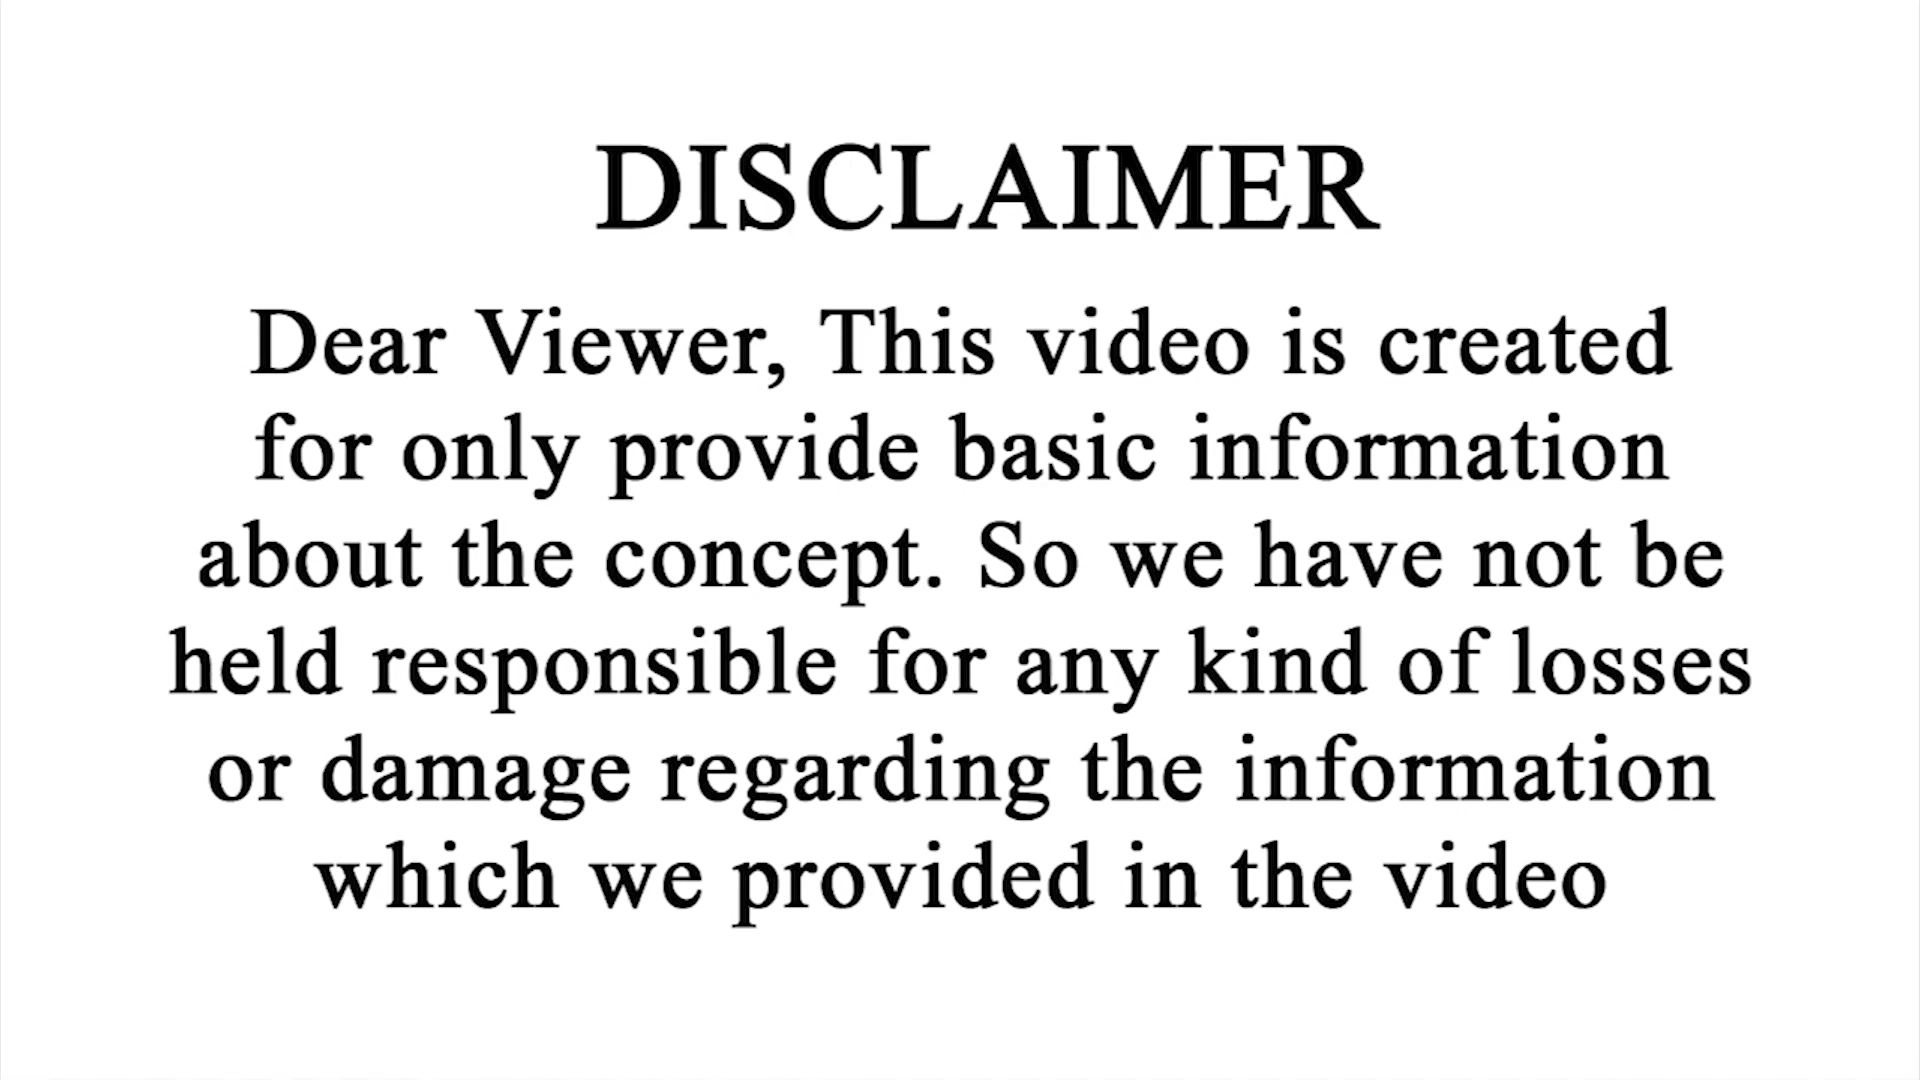 DISCLAIMER
Dear Viewer, This video is created
for only provide basic information
about the concept. So we have not be
held responsible for any kind of losses
or damage regarding the information
which we provided in the video